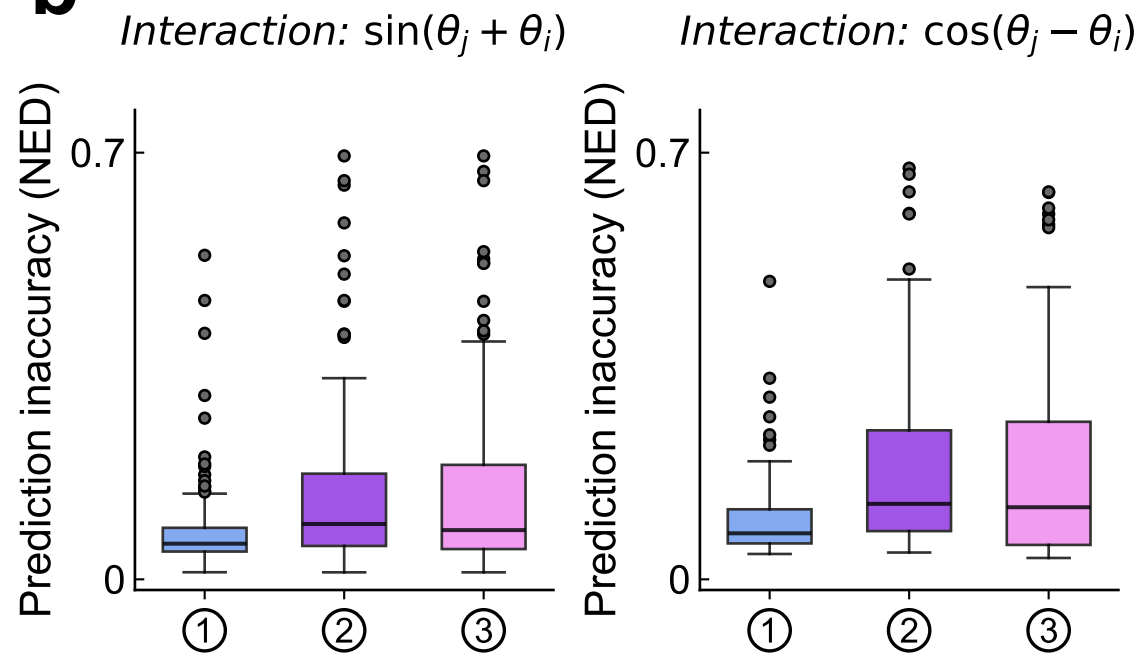 b
Interaction: sin(θj + θi)
Prediction inaccuracy (NED)
0.7
0
① ② ③
Interaction: cos(θj − θi)
Prediction inaccuracy (NED)
0.7
0
① ② ③